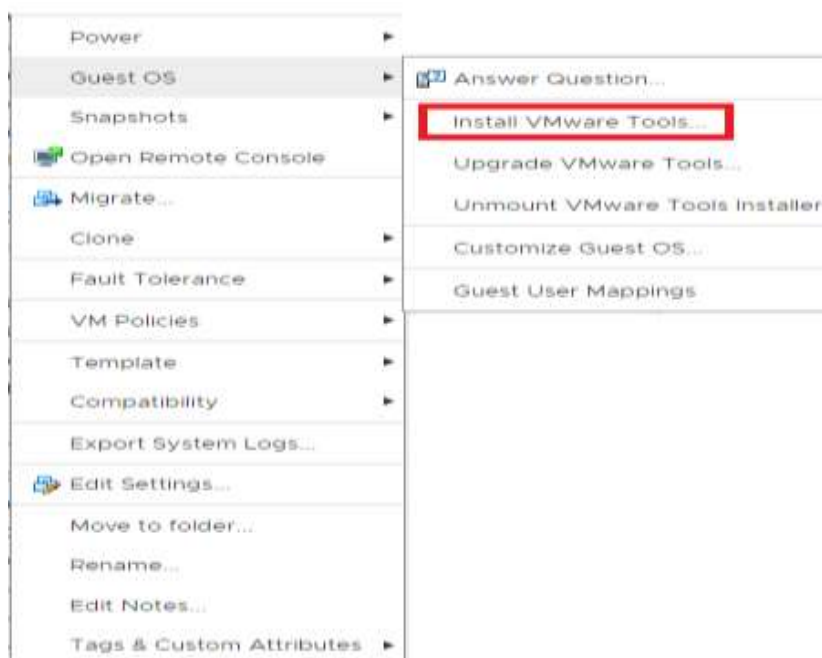 Power
Guest OS
Snapshots
Open Remote Console
Migrate...
Clone
Fault Tolerance
VM Policies
Template
Compatibility
Export System Logs...
Edit Settings...
Move to folder...
Rename...
Edit Notes...
Tags & Custom Attributes
Answer Question...
Install VMware Tools...
Upgrade VMware Tools...
Unmount VMware Tools Installer
Customize Guest OS...
Guest User Mappings